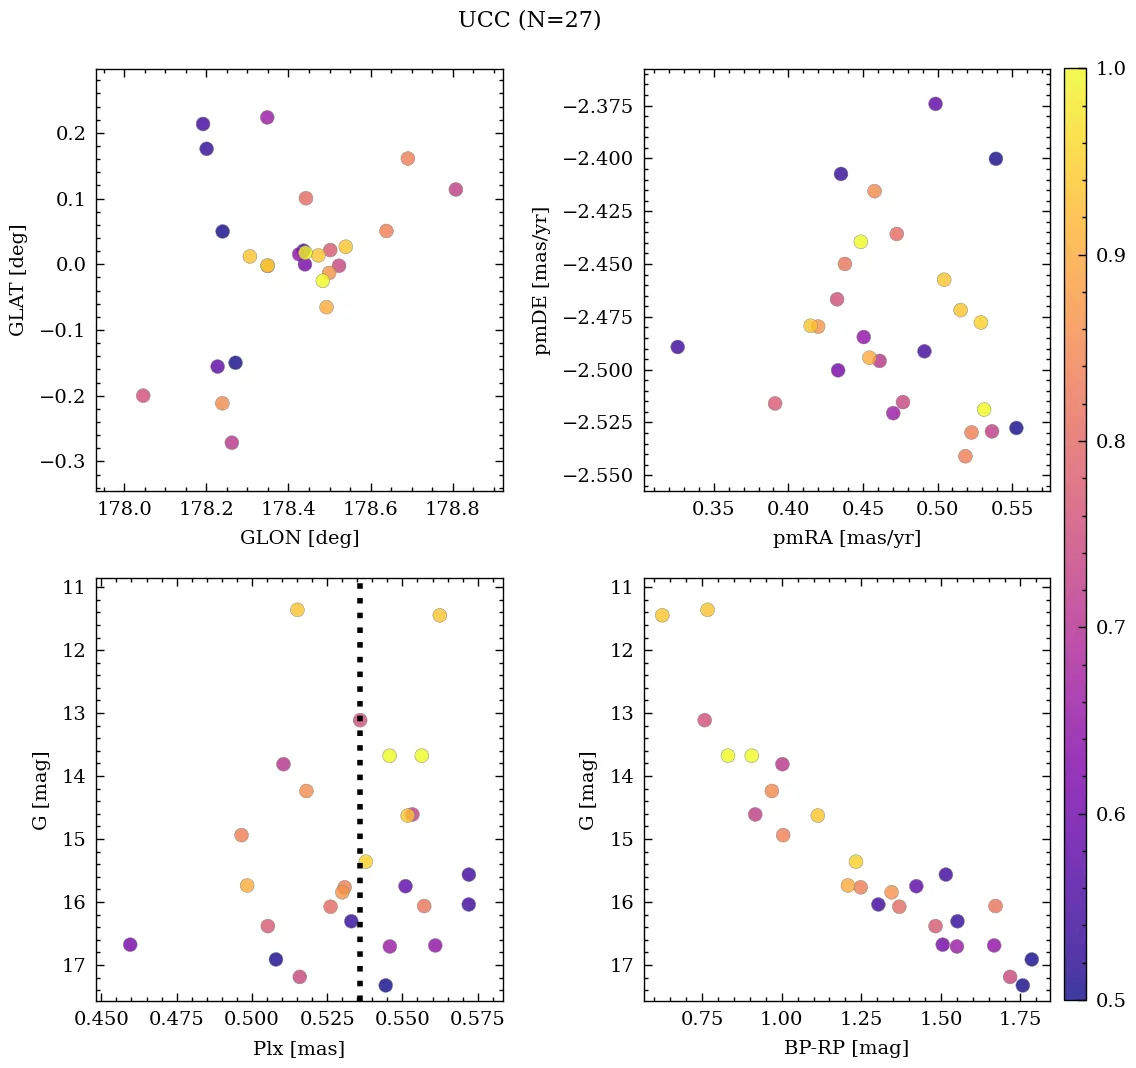 UCC (N=27)
0.2
0.1
0.0
−0.1
−0.2
−0.3
GLAT [deg]
178.0 178.2 178.4 178.6 178.8
GLON [deg]
−2.375
−2.400
−2.425
−2.450
−2.475
−2.500
−2.525
−2.550
pmDE [mas/yr]
0.35 0.40 0.45 0.50 0.55
pmRA [mas/yr]
11
12
13
14
15
16
17
G [mag]
0.450 0.475 0.500 0.525 0.550 0.575
Plx [mas]
11
12
13
14
15
16
17
G [mag]
0.75 1.00 1.25 1.50 1.75
BP-RP [mag]
1.0
0.9
0.8
0.7
0.6
0.5